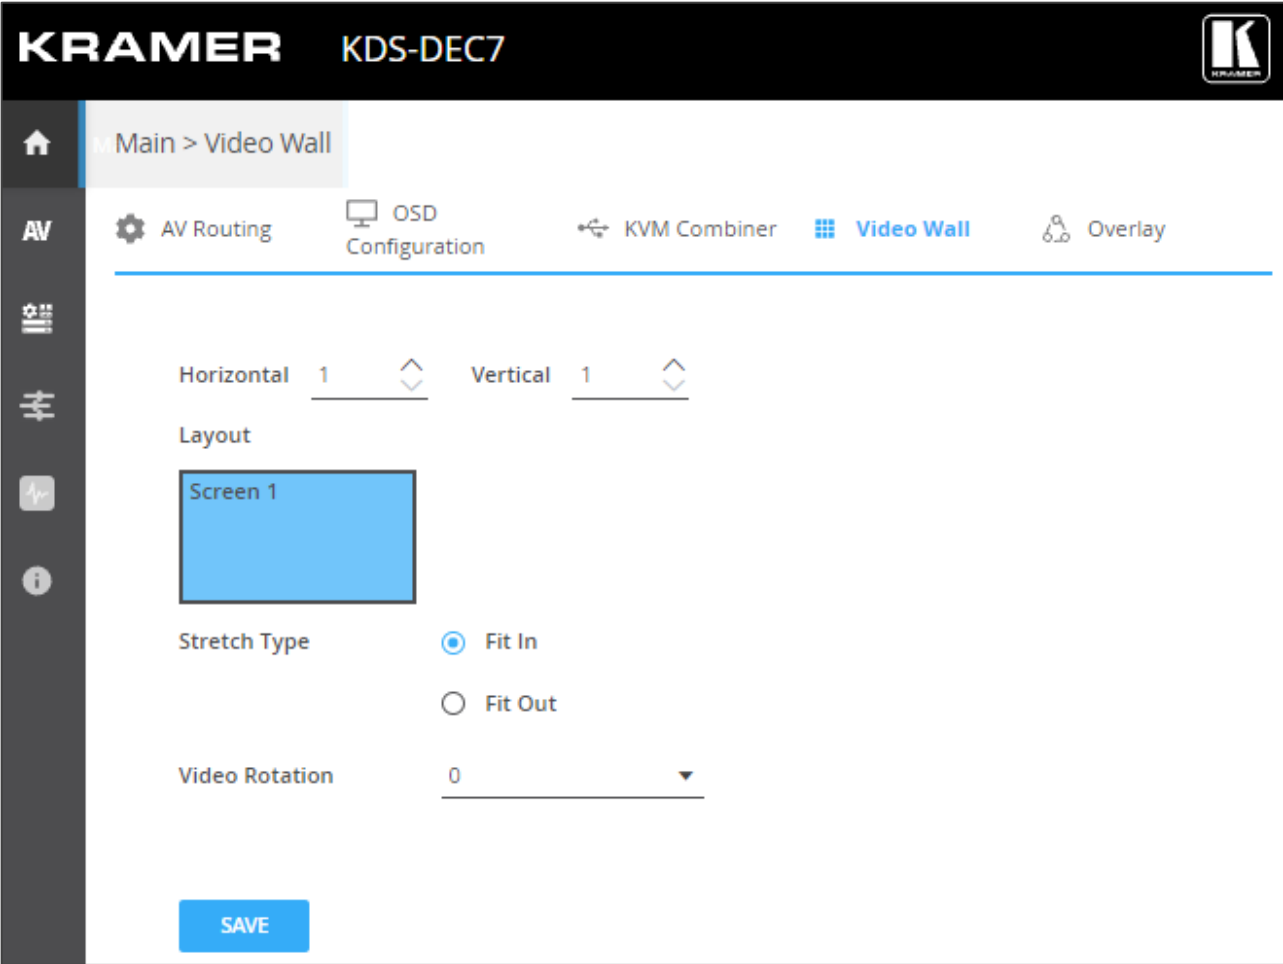 KRAMER KDS-DEC7
KRAMER
Main > Video Wall
AV Routing
OSD
Configuration
KVM Combiner
Video Wall
Overlay
AV
Horizontal 1 Vertical 1
Layout
Screen 1
Stretch Type Fit In
Fit Out
Video Rotation 0
SAVE